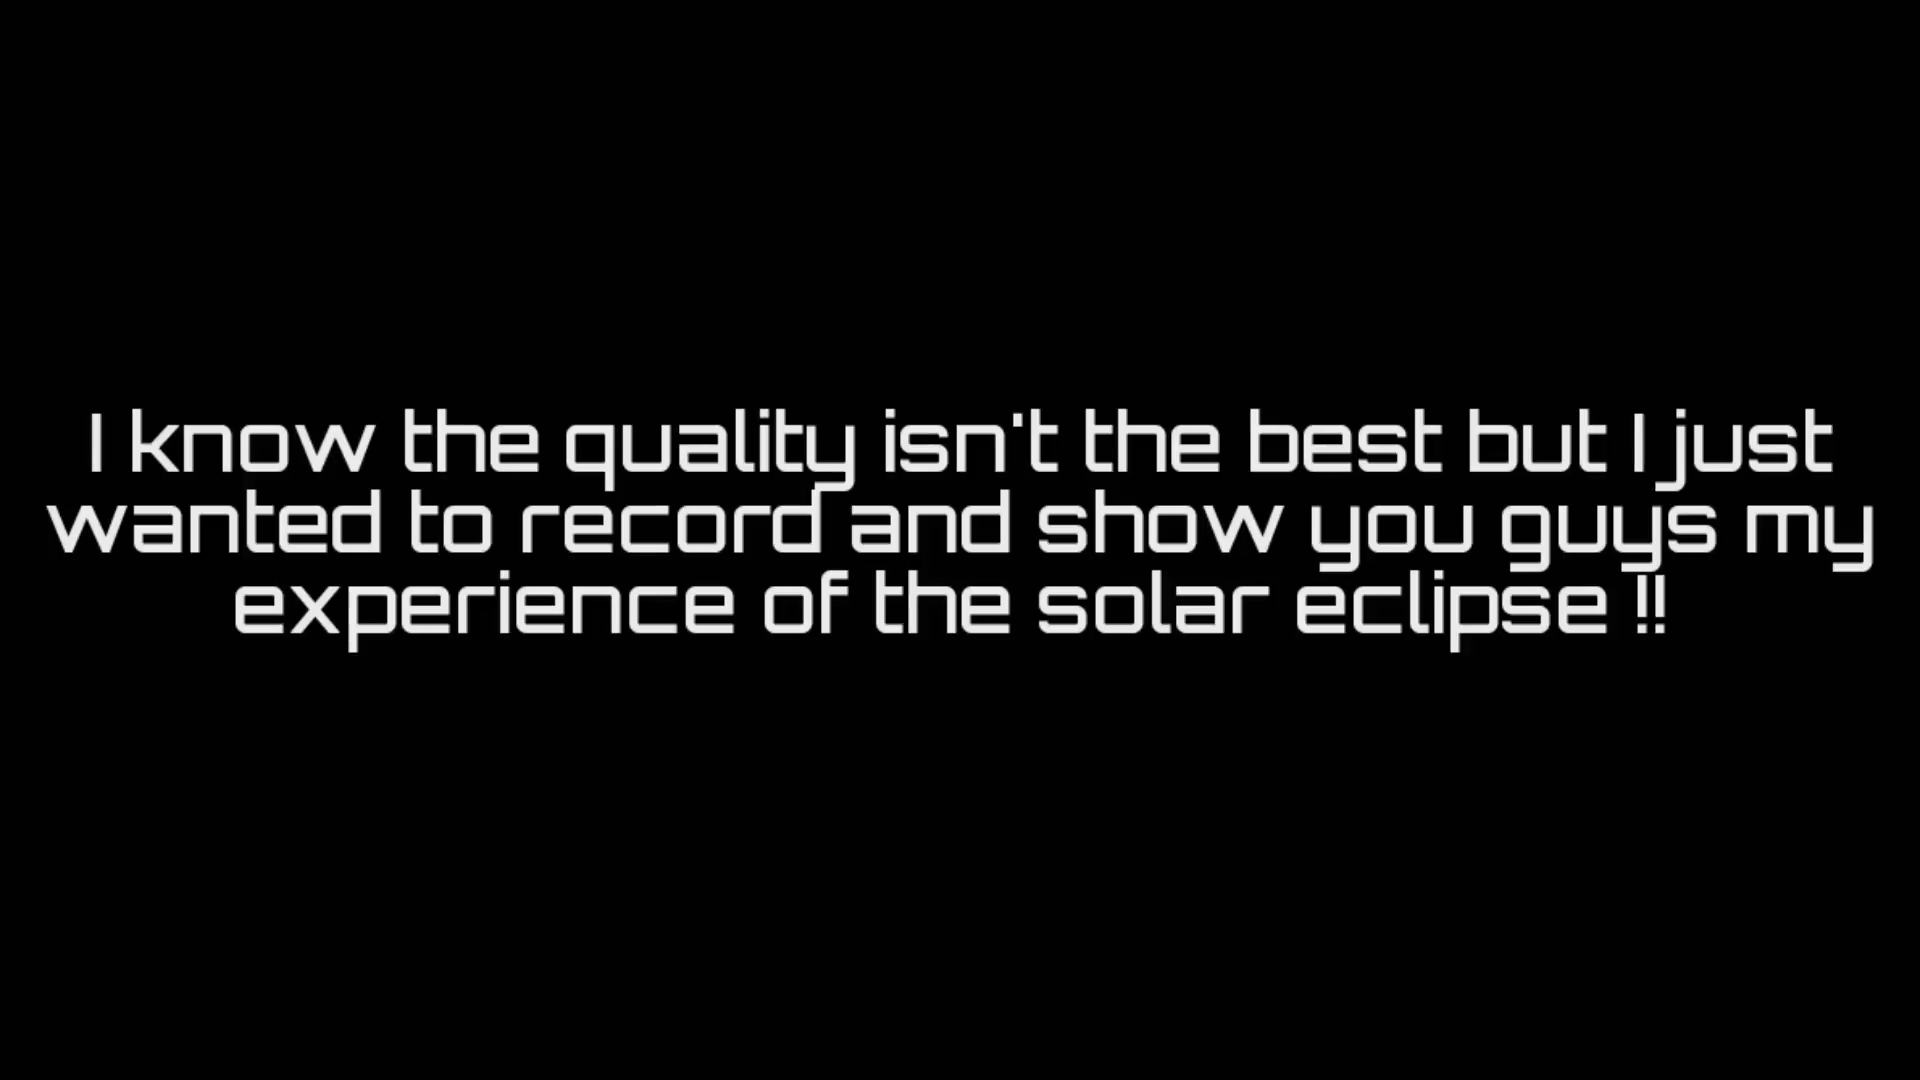 I know the quality isn't the best but I just
wanted to record and show you guys my
experience of the solar eclipse !!